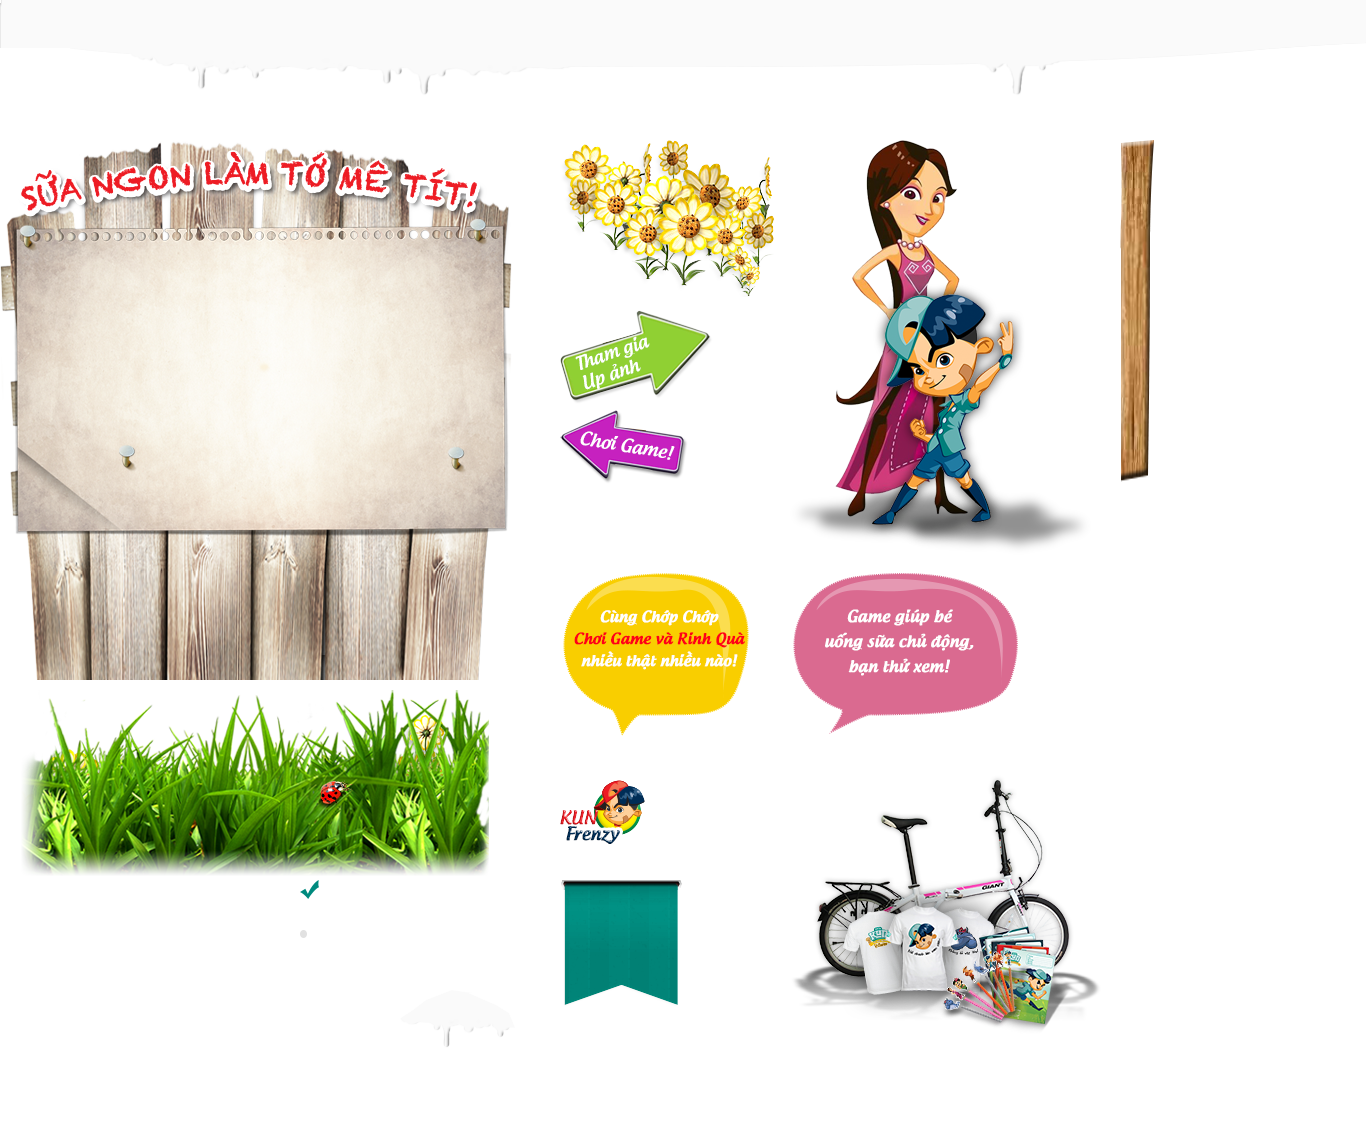 SỮA NGON LÀM TỚ MÊ TÍT!
Tham gia
Up ảnh
Chơi Game!
Cùng Chớp Chớp
Chơi Game và Rinh Quà
nhiều thật nhiều nào!
Game giúp bé
uống sữa chủ động,
bạn thử xem!
KUN
Frenzy
GIANT